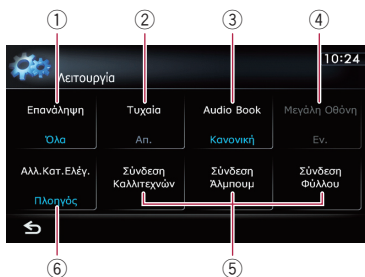 ① ② ③ ④
10:24
Λειτουργία
Επανάληψη Τυχαία Audio Book Μεγάλη Οθόνη
Όλα Απ. Κανονική Εν.
Αλλ.Κατ.Ελέγ. Σύνδεση Σύνδεση Σύνδεση
Καλλιτεχνών Άλμπουμ Φύλλου
Πλοηγός
⑥ ⑤